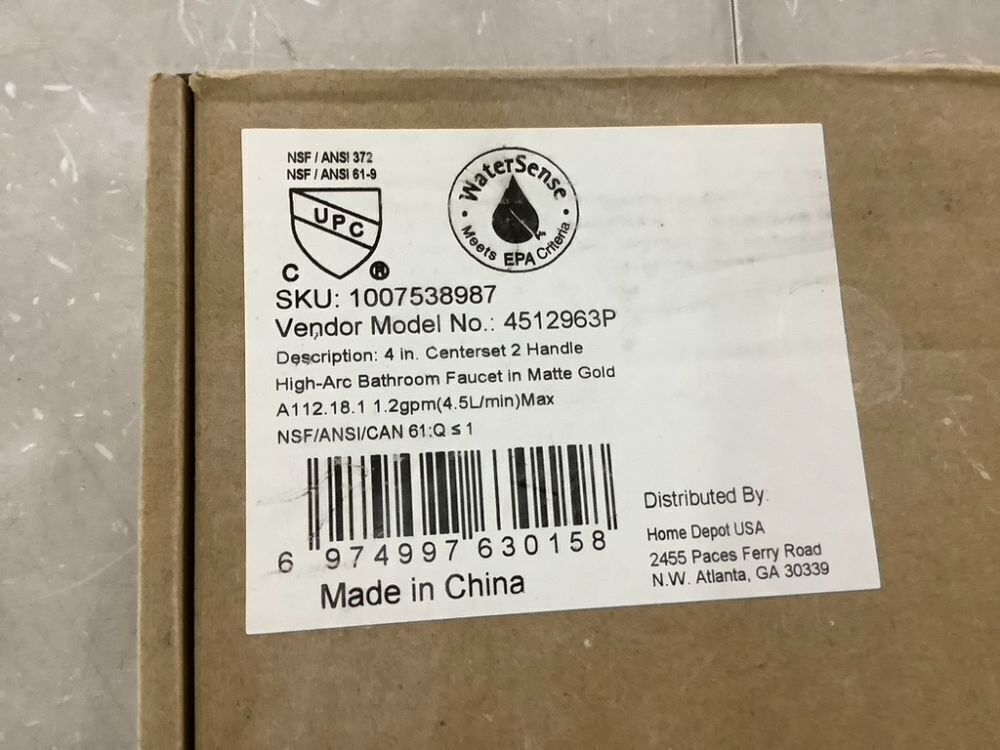 NSF / ANSI 372
NSF / ANSI 61-9
UPC
C ®
WaterSense
Meets EPA Criteria
SKU: 1007538987
Vendor Model No.: 4512963P
Description: 4 in. Centerset 2 Handle
High-Arc Bathroom Faucet in Matte Gold
A112.18.1 1.2gpm(4.5L/min)Max
NSF/ANSI/CAN 61:Q ≤ 1
6 974997 630158
Made in China
Distributed By:
Home Depot USA
2455 Paces Ferry Road
N.W. Atlanta, GA 30339